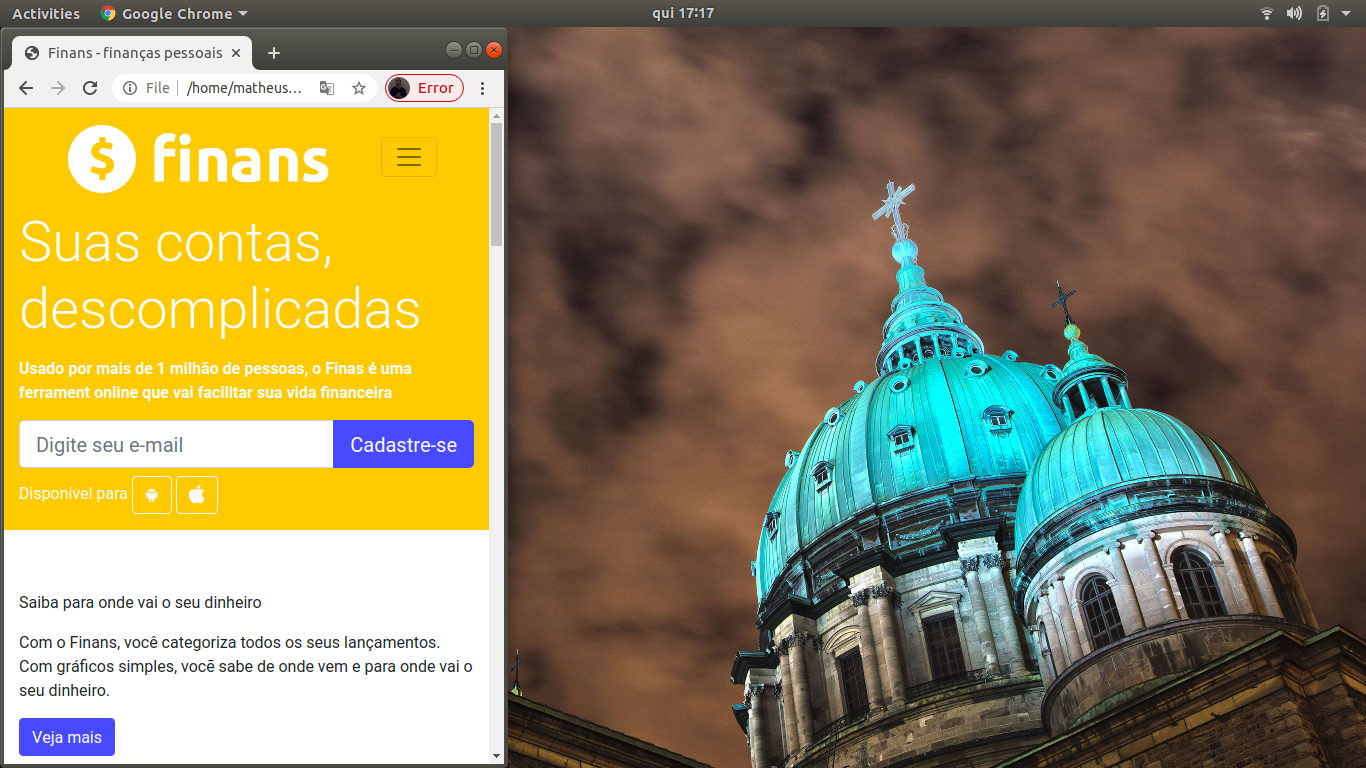 Activities
Google Chrome
qui 17:17
Finans - finanças pessoais
File
/home/matheus...
Error
$ finans
Suas contas,
descomplicadas
Usado por mais de 1 milhão de pessoas, o Finas é uma
ferrament online que vai facilitar sua vida financeira
Digite seu e-mail
Cadastre-se
Disponível para
Saiba para onde vai o seu dinheiro
Com o Finans, você categoriza todos os seus lançamentos.
Com gráficos simples, você sabe de onde vem e para onde vai o
seu dinheiro.
Veja mais